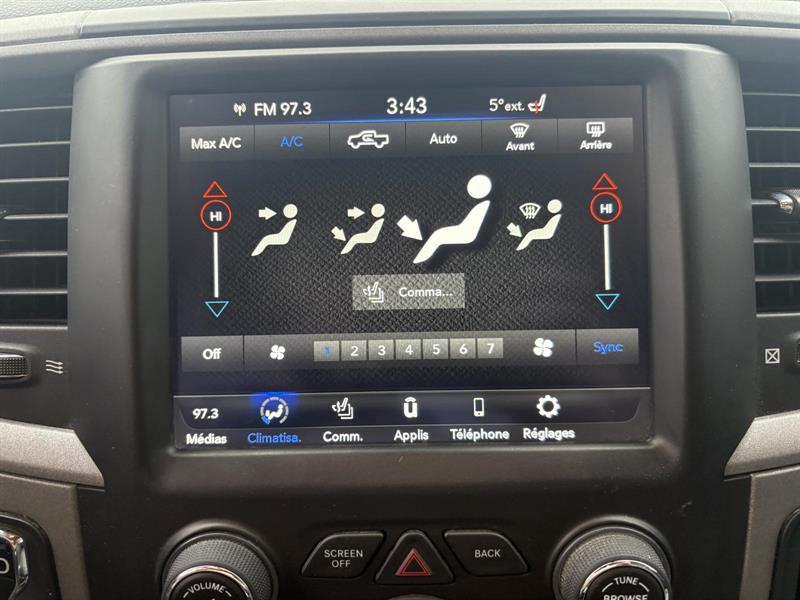 FM 97.3 3:43 5° ext.
Max A/C A/C Auto Avant Arrière
HI HI
Comma...
Off 1 2 3 4 5 6 7 Sync
97.3
Médias Climatisa. Comm. Applis Téléphone Réglages
SCREEN OFF BACK
VOLUME TUNE
BROWSE